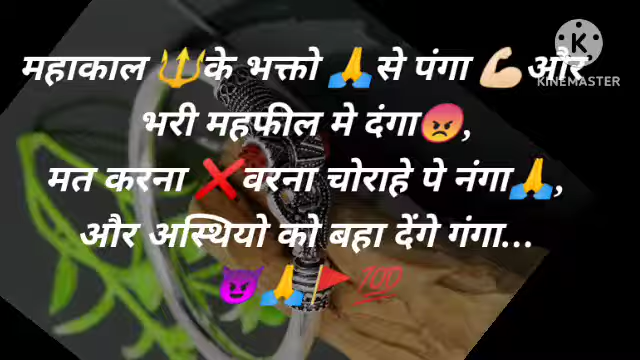 महाकाल 🔱के भक्तो 🙏से पंगा 💪🏻और
KINEMASTER
भरी महफील मे दंगा😡,
मत करना ❌वरना चोराहे पे नंगा🙏,
और अस्थियो को बहा देंगे गंगा...
😈🙏🚩💯